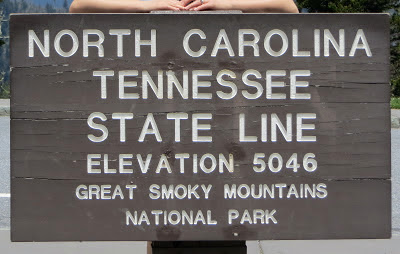 NORTH CAROLINA
TENNESSEE
STATE LINE
ELEVATION 5046
GREAT SMOKY MOUNTAINS
NATIONAL PARK